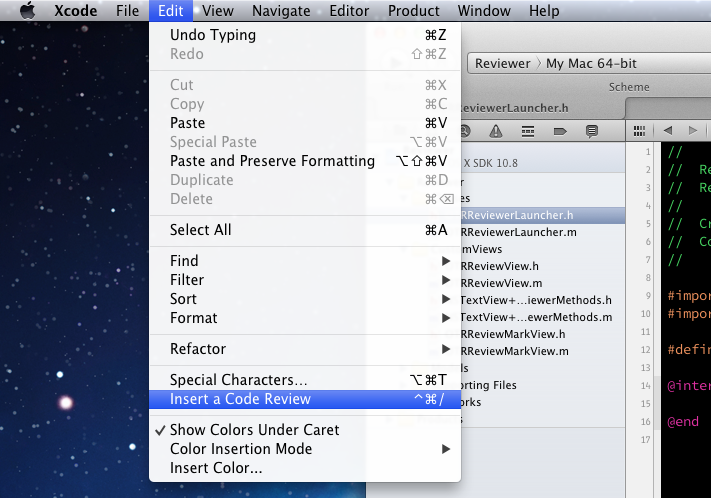 Xcode File Edit View Navigate Editor Product Window Help
Undo Typing ⌘Z
Redo ⇧⌘Z
Cut ⌘X
Copy ⌘C
Paste ⌘V
Special Paste ⌥⌘V
Paste and Preserve Formatting ⌥⇧⌘V
Duplicate ⌘D
Delete ⌘⌫
Select All ⌘A
Find ▶
Filter ▶
Sort ▶
Format ▶
Refactor ▶
Special Characters... ⌥⌘T
Insert a Code Review ^⌘/
✓ Show Colors Under Caret
Color Insertion Mode ▶
Insert Color...
Reviewer 〉 My Mac 64-bit
Scheme
eviewerLauncher.h
X SDK 10.8
r
es
RReviewerLauncher.h
RReviewerLauncher.m
mViews
RReviewView.h
RReviewView.m
TextView+...iewerMethods.h
TextView+...iewerMethods.m
RReviewMarkView.h
RReviewMarkView.m
ls
orting Files
orks
s
1 //
2 // Re
3 // Re
4 //
5 // Cr
6 // Co
7 //
8
9 #impor
10 #impor
11
12 #defin
13
14 @inter
15
16 @end
17